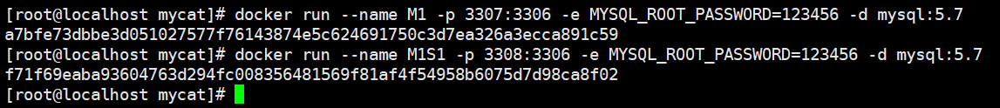 [root@localhost mycat]# docker run --name M1 -p 3307:3306 -e MYSQL_ROOT_PASSWORD=123456 -d mysql:5.7
a7bfe73dbbe3d051027577f76143874e5c624691750c3d7ea326a3ecca891c59
[root@localhost mycat]# docker run --name M1S1 -p 3308:3306 -e MYSQL_ROOT_PASSWORD=123456 -d mysql:5.7
f71f69eaba93604763d294fc008356481569f81af4f54958b6075d7d98ca8f02
[root@localhost mycat]#